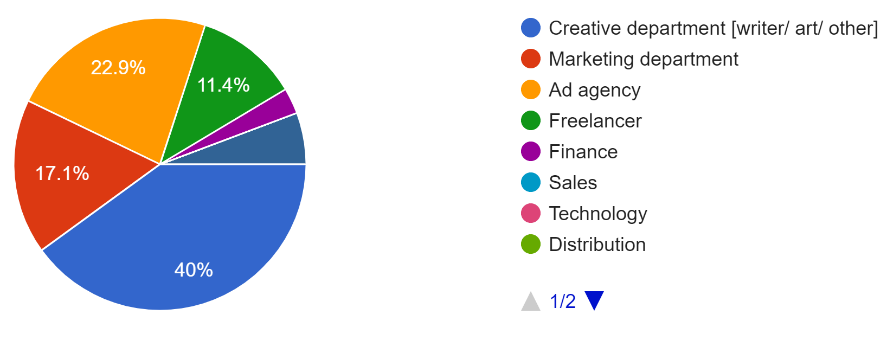 22.9%
11.4%
17.1%
40%
Creative department [writer/ art/ other]
Marketing department
Ad agency
Freelancer
Finance
Sales
Technology
Distribution
1/2